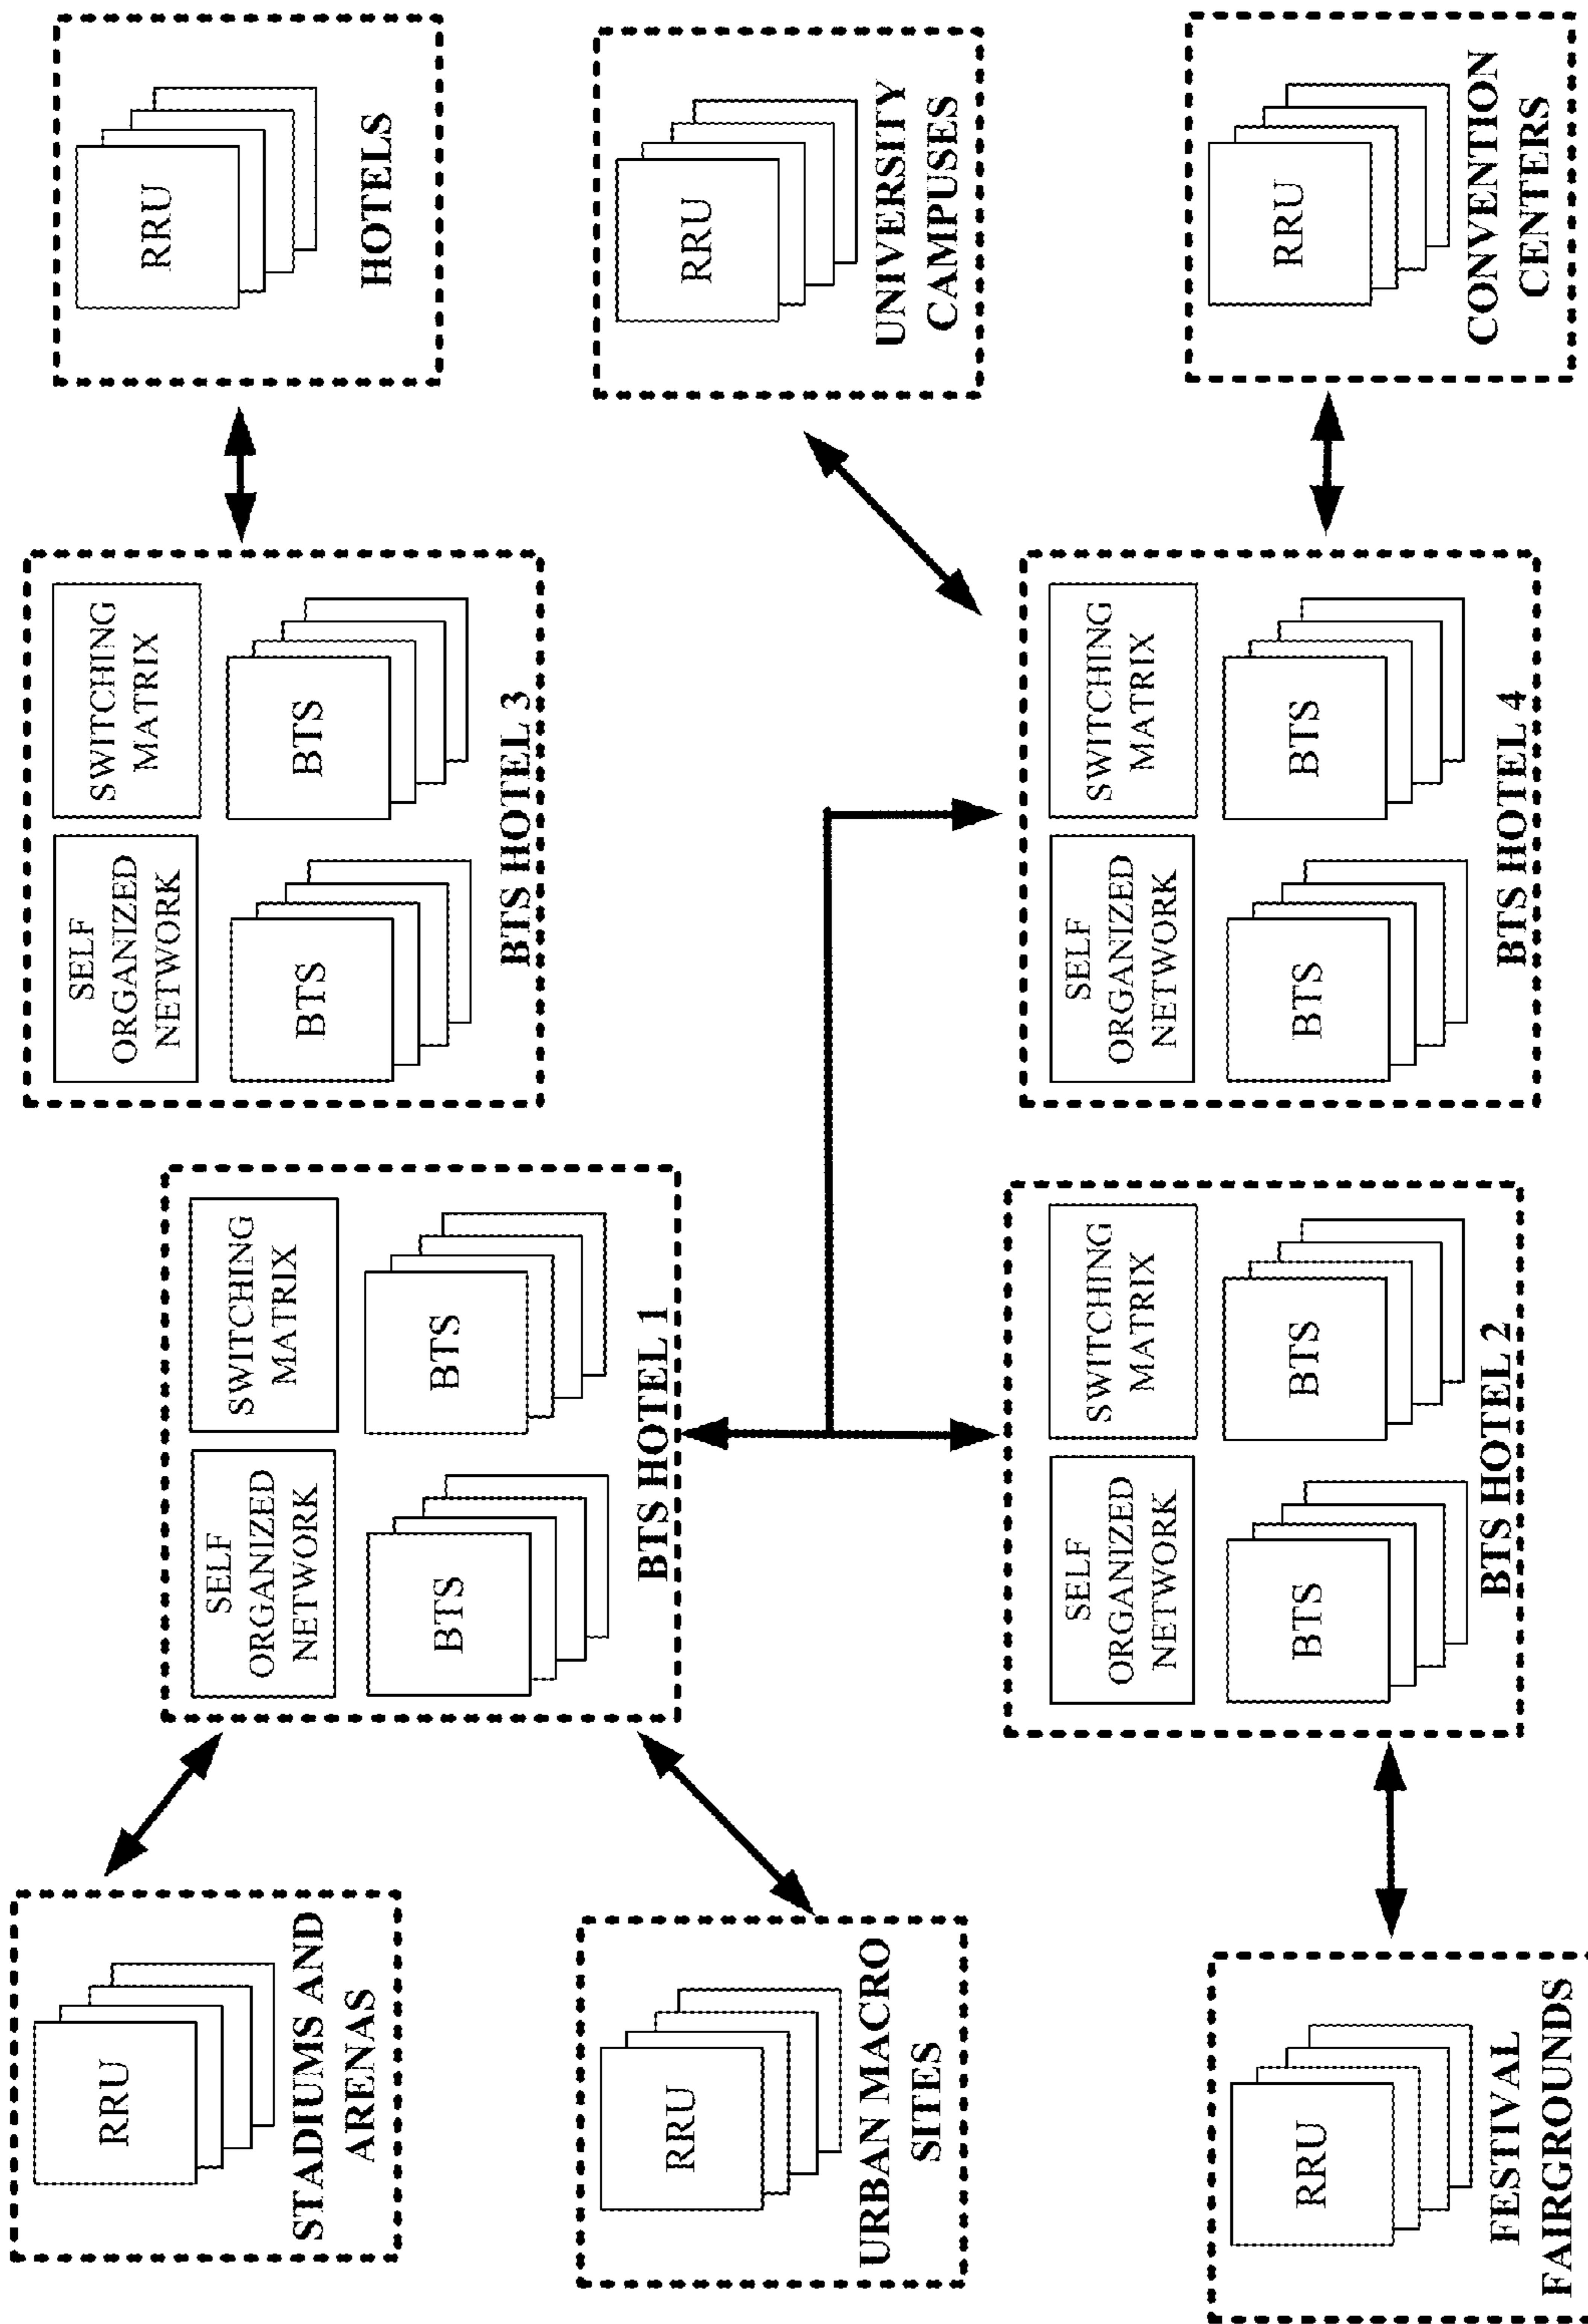 RRU
STADIUMS AND
ARENAS
SELF
ORGANIZED
NETWORK
SWITCHING
MATRIX
BTS
BTS
BTS HOTEL 1
SELF
ORGANIZED
NETWORK
SWITCHING
MATRIX
BTS
BTS
BTS HOTEL 3
RRU
HOTELS
RRU
URBAN MACRO
SITES
RRU
UNIVERSITY
CAMPUSES
RRU
FESTIVAL
FAIRGROUNDS
SELF
ORGANIZED
NETWORK
SWITCHING
MATRIX
BTS
BTS
BTS HOTEL 2
SELF
ORGANIZED
NETWORK
SWITCHING
MATRIX
BTS
BTS
BTS HOTEL 4
RRU
CONVENTION
CENTERS